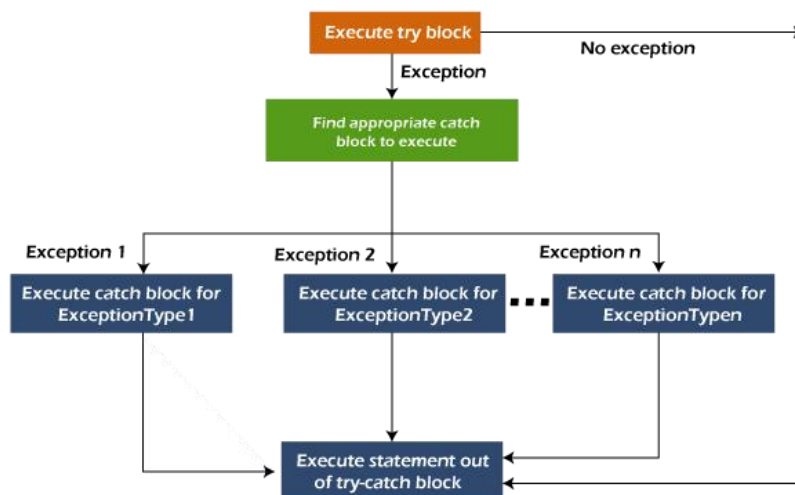 Execute try block
No exception
Exception
Find appropriate catch
block to execute
Exception 1
Exception 2
Exception n
Execute catch block for
ExceptionType1
Execute catch block for
ExceptionType2
Execute catch block for
ExceptionTypen
Execute statement out
of try-catch block